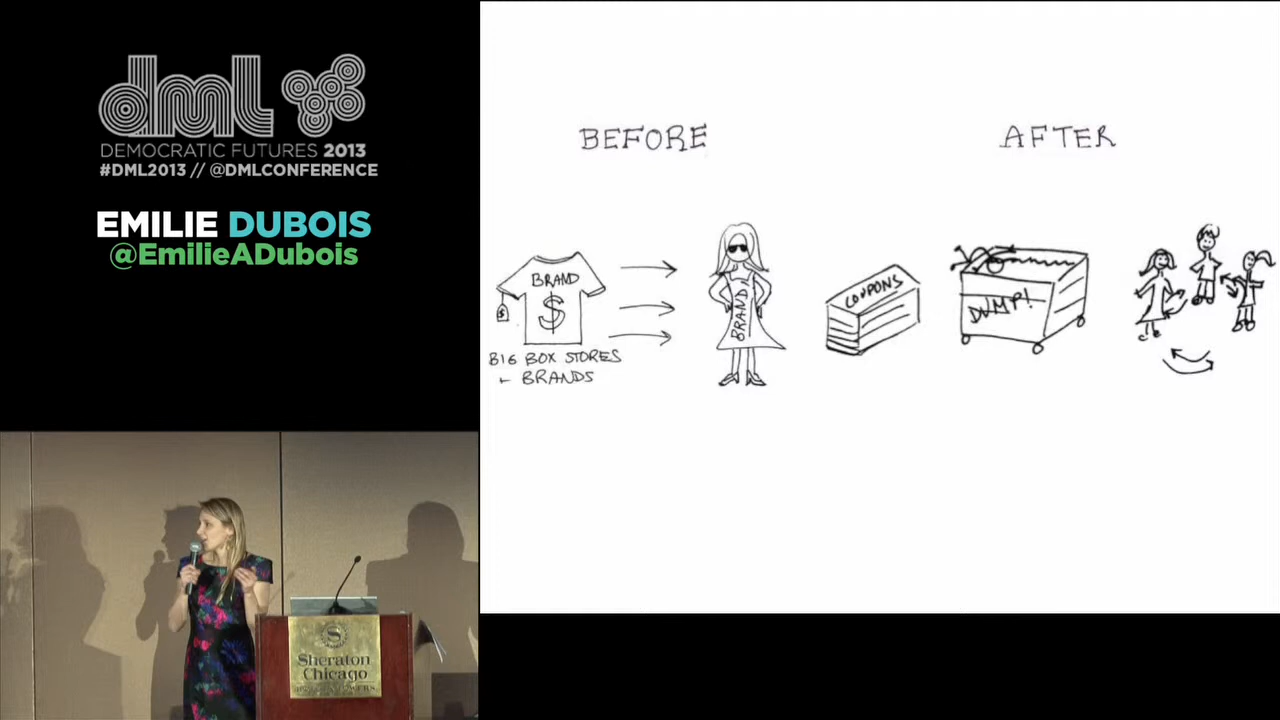 dml
DEMOCRATIC FUTURES 2013
#DML2013 // @DMLCONFERENCE
EMILIE DUBOIS
@EmilieADubois
BEFORE
AFTER
BRAND
$
$
BIG BOX STORES
+ BRANDS
BRAND
COUPONS
DUMP!
S
Sheraton
Chicago